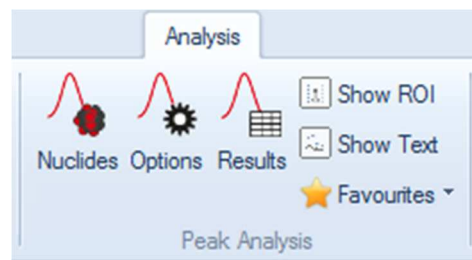 Analysis
Nuclides Options Results
Show ROI
Show Text
Favourites
Peak Analysis